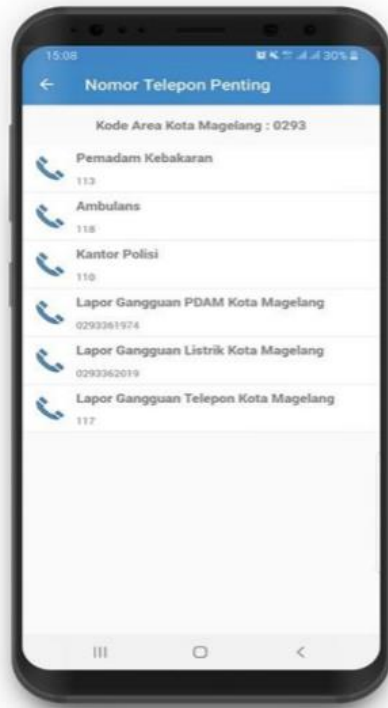 15:08
30%
Nomor Telepon Penting
Kode Area Kota Magelang : 0293
Pemadam Kebakaran
113
Ambulans
118
Kantor Polisi
110
Lapor Gangguan PDAM Kota Magelang
0293361974
Lapor Gangguan Listrik Kota Magelang
0293362019
Lapor Gangguan Telepon Kota Magelang
117